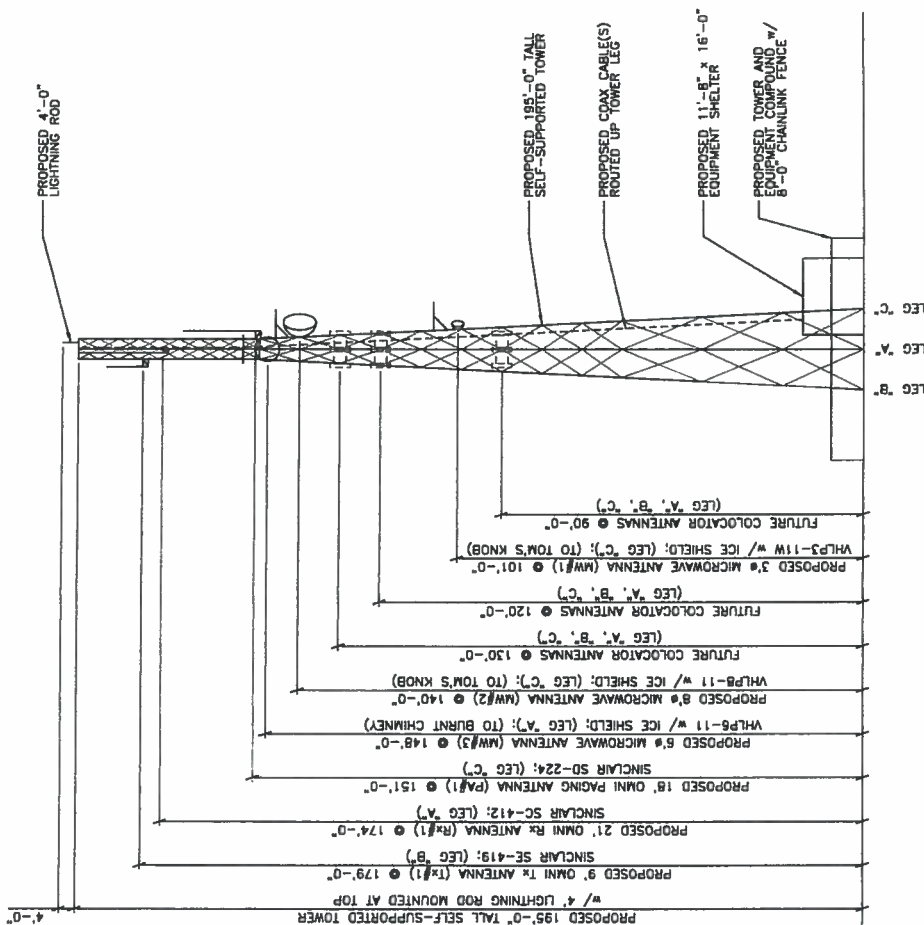 PROPOSED 4'-0"
LIGHTNING ROD
PROPOSED 195'-0" TALL
SELF-SUPPORTED TOWER
PROPOSED COAX CABLE(S)
ROUTED UP TOWER LEG
PROPOSED 11'-8" x 16'-0"
EQUIPMENT SHELTER
PROPOSED TOWER AND
EQUIPMENT COMPOUND w/
8'-0" CHAINLINK FENCE
LEG "C"
LEG "A"
LEG "B"
FUTURE COLOCATOR ANTENNAS @ 90'-0"
(LEG "A", "B", "C")
PROPOSED 3'ø MICROWAVE ANTENNA (MW#1) @ 101'-0"
VHLP3-11W w/ ICE SHIELD; (LEG "C"); (TO TOM'S KNOB)
FUTURE COLOCATOR ANTENNAS @ 120'-0"
(LEG "A", "B", "C")
FUTURE COLOCATOR ANTENNAS @ 130'-0"
(LEG "A", "B", "C")
PROPOSED 8'ø MICROWAVE ANTENNA (MW#2) @ 140'-0"
VHLP8-11 w/ ICE SHIELD; (LEG "C"); (TO TOM'S KNOB)
PROPOSED 6'ø MICROWAVE ANTENNA (MW#3) @ 148'-0"
VHLP6-11 w/ ICE SHIELD; (LEG "A"); (TO BURNT CHIMNEY)
PROPOSED 18' OMNI PAGING ANTENNA (PA#1) @ 151'-0"
SINCLAIR SD-224; (LEG "C")
PROPOSED 21' OMNI Rx ANTENNA (Rx#1) @ 174'-0"
SINCLAIR SC-412; (LEG "A")
PROPOSED 9' OMNI Tx ANTENNA (Tx#1) @ 179'-0"
SINCLAIR SE-419; (LEG "B")
PROPOSED 195'-0" TALL SELF-SUPPORTED TOWER
w/ 4' LIGHTNING ROD MOUNTED AT TOP
4'-0"